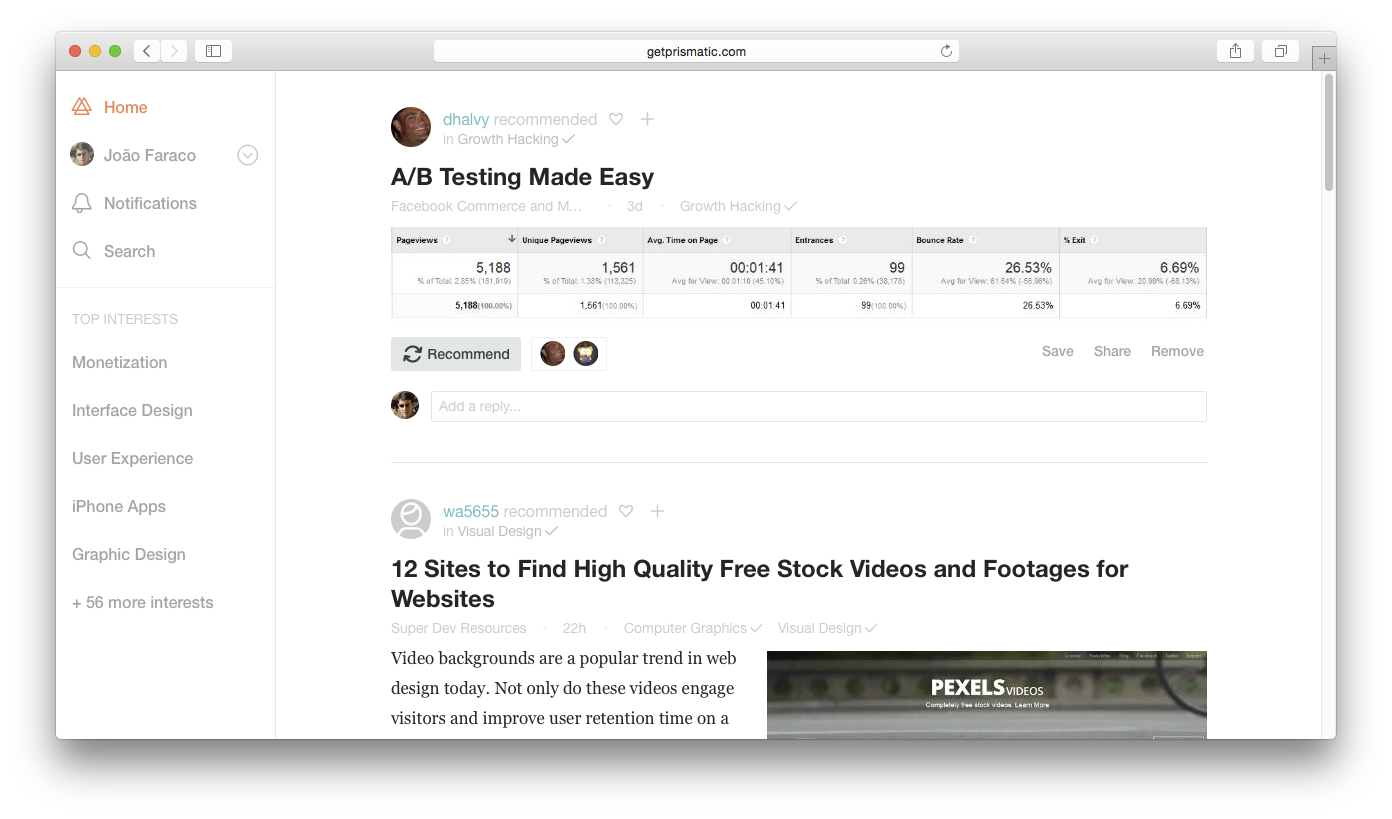 getprismatic.com
Home
João Faraco
Notifications
Search
TOP INTERESTS
Monetization
Interface Design
User Experience
iPhone Apps
Graphic Design
+ 56 more interests
dhalvy recommended
in Growth Hacking
A/B Testing Made Easy
Facebook Commerce and M... · 3d · Growth Hacking
Pageviews ? Unique Pageviews ? Avg. Time on Page ? Entrances ? Bounce Rate ? % Exit ?
5,188 1,561 00:01:41 99 26.53% 6.69%
% of Total: 2.85% (181,919) % of Total: 1.38% (113,325) Avg for View: 00:01:10 (45.10%) % of Total: 0.26% (38,178) Avg for View: 61.64% (-56.96%) Avg for View: 20.99% (-68.13%)
5,188(100.00%) 1,561(100.00%) 00:01:41 99(100.00%) 26.53% 6.69%
Recommend Save Share Remove
Add a reply...
wa5655 recommended
in Visual Design
12 Sites to Find High Quality Free Stock Videos and Footages for
Websites
Super Dev Resources · 22h · Computer Graphics Visual Design
Video backgrounds are a popular trend in web
design today. Not only do these videos engage
visitors and improve user retention time on a
License Newsletter Blog Facebook Twitter
PEXELS VIDEOS
Completely free stock videos. Learn More